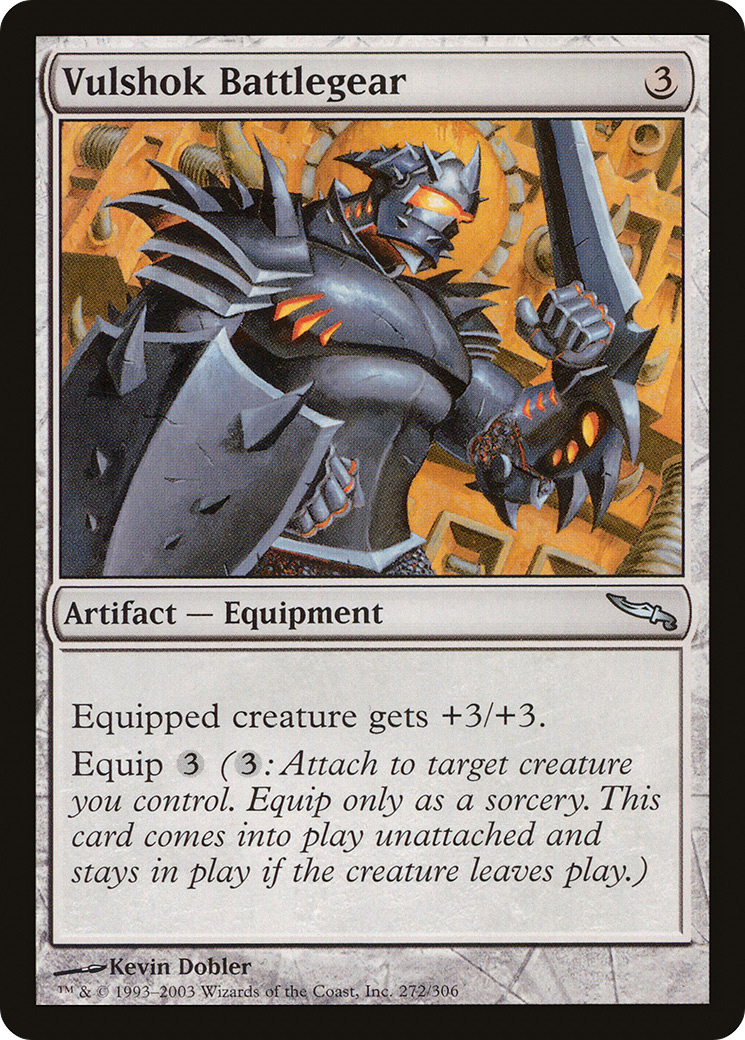 Vulshok Battlegear 3
Artifact — Equipment
Equipped creature gets +3/+3.
Equip 3 (3: Attach to target creature
you control. Equip only as a sorcery. This
card comes into play unattached and
stays in play if the creature leaves play.)
Kevin Dobler
™ & © 1993–2003 Wizards of the Coast, Inc. 272/306